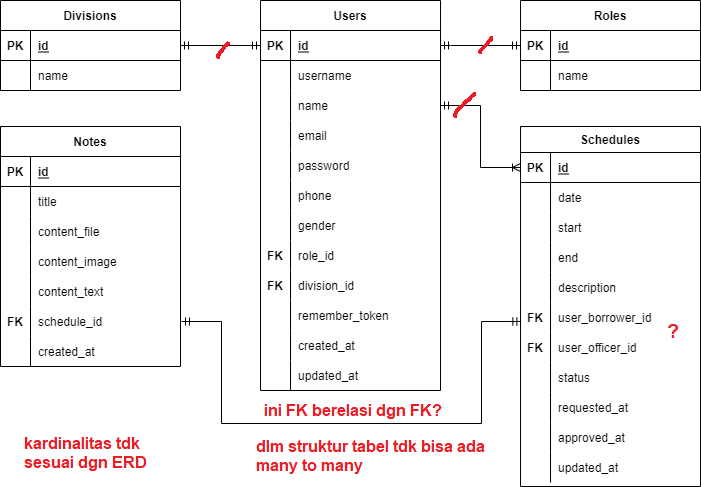 Divisions
PK id
name
Users
PK id
username
name
email
password
phone
gender
FK role_id
FK division_id
remember_token
created_at
updated_at
Roles
PK id
name
Notes
PK id
title
content_file
content_image
content_text
FK schedule_id
created_at
Schedules
PK id
date
start
end
description
FK user_borrower_id
?
FK user_officer_id
status
requested_at
approved_at
updated_at
ini FK berelasi dgn FK?
kardinalitas tdk
sesuai dgn ERD
dlm struktur tabel tdk bisa ada
many to many